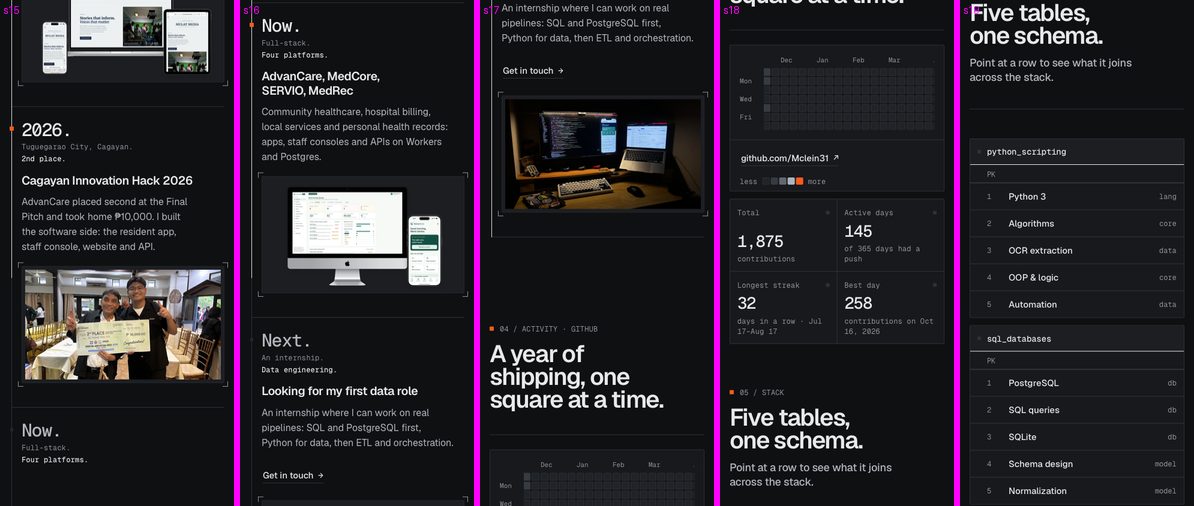 s15
2026.
Tuguegarao City, Cagayan.
2nd place.
Cagayan Innovation Hack 2026
AdvanCare placed second at the Final
Pitch and took home ₱10,000. I built
the software side: the resident app,
staff console, website and API.
Now.
Full-stack.
Four platforms.
s16
Now.
Full-stack.
Four platforms.
AdvanCare, MedCore,
SERVIO, MedRec
Community healthcare, hospital billing,
local services and personal health records:
apps, staff consoles and APIs on Workers
and Postgres.
Next.
An internship.
Data engineering.
Looking for my first data role
An internship where I can work on real
pipelines: SQL and PostgreSQL first,
Python for data, then ETL and orchestration.
Get in touch →
s17
An internship where I can work on real
pipelines: SQL and PostgreSQL first,
Python for data, then ETL and orchestration.
Get in touch →
04 / ACTIVITY · GITHUB
A year of
shipping, one
square at a time.
Dec Jan Feb Mar
Mon
Wed
s18
square at a time.
Dec Jan Feb Mar
Mon
Wed
Fri
github.com/Mclein31 ↗
less more
Total
1,875
contributions
Active days
145
of 365 days had a
push
Longest streak
32
days in a row · Jul
17–Aug 17
Best day
258
contributions on Oct
16, 2026
05 / STACK
Five tables,
one schema.
Point at a row to see what it joins
across the stack.
Five tables,
one schema.
Point at a row to see what it joins
across the stack.
python_scripting
PK
1 Python 3 lang
2 Algorithms core
3 OCR extraction data
4 OOP & logic core
5 Automation data
sql_databases
PK
1 PostgreSQL db
2 SQL queries db
3 SQLite db
4 Schema design model
5 Normalization model